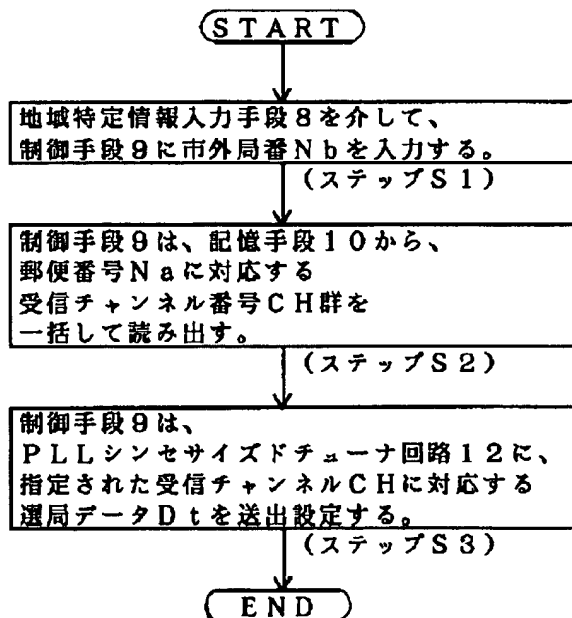 START
地域特定情報入力手段8を介して、
制御手段9に市外局番Nbを入力する。
(ステップS1)
制御手段9は、記憶手段10から、
郵便番号Naに対応する
受信チャンネル番号CH群を
一括して読み出す。
(ステップS2)
制御手段9は、
PLLシンセサイズドチューナ回路12に、
指定された受信チャンネルCHに対応する
選局データDtを送出設定する。
(ステップS3)
END